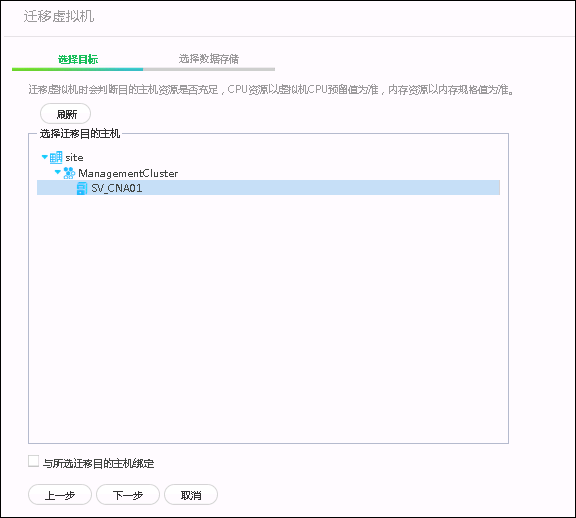 迁移虚拟机
选择目标 选择数据存储
迁移虚拟机时会判断目的主机资源是否充足，CPU资源以虚拟机CPU预留值为准，内存资源以内存规格值为准。
刷新
选择迁移目的主机
site
ManagementCluster
SV_CNA01
与所选迁移目的主机绑定
上一步 下一步 取消